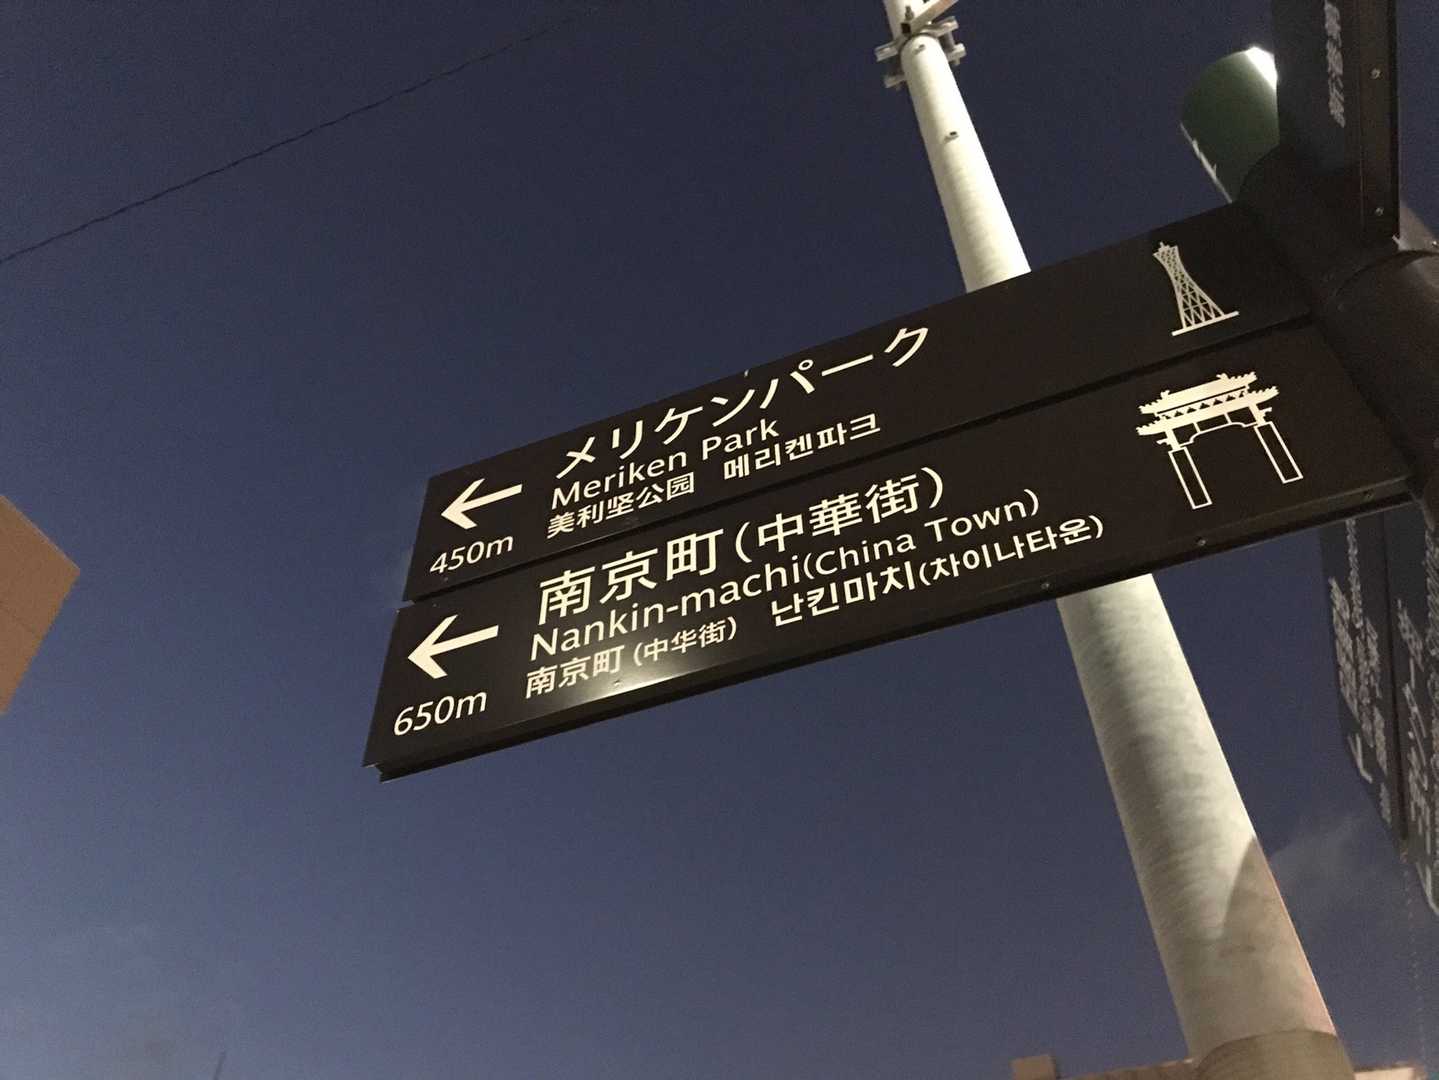 メリケンパーク
Meriken Park
美利坚公园 메리켄파크
450m
南京町(中華街)
Nankin-machi(China Town)
南京町(中华街) 난킨마치(차이나타운)
650m